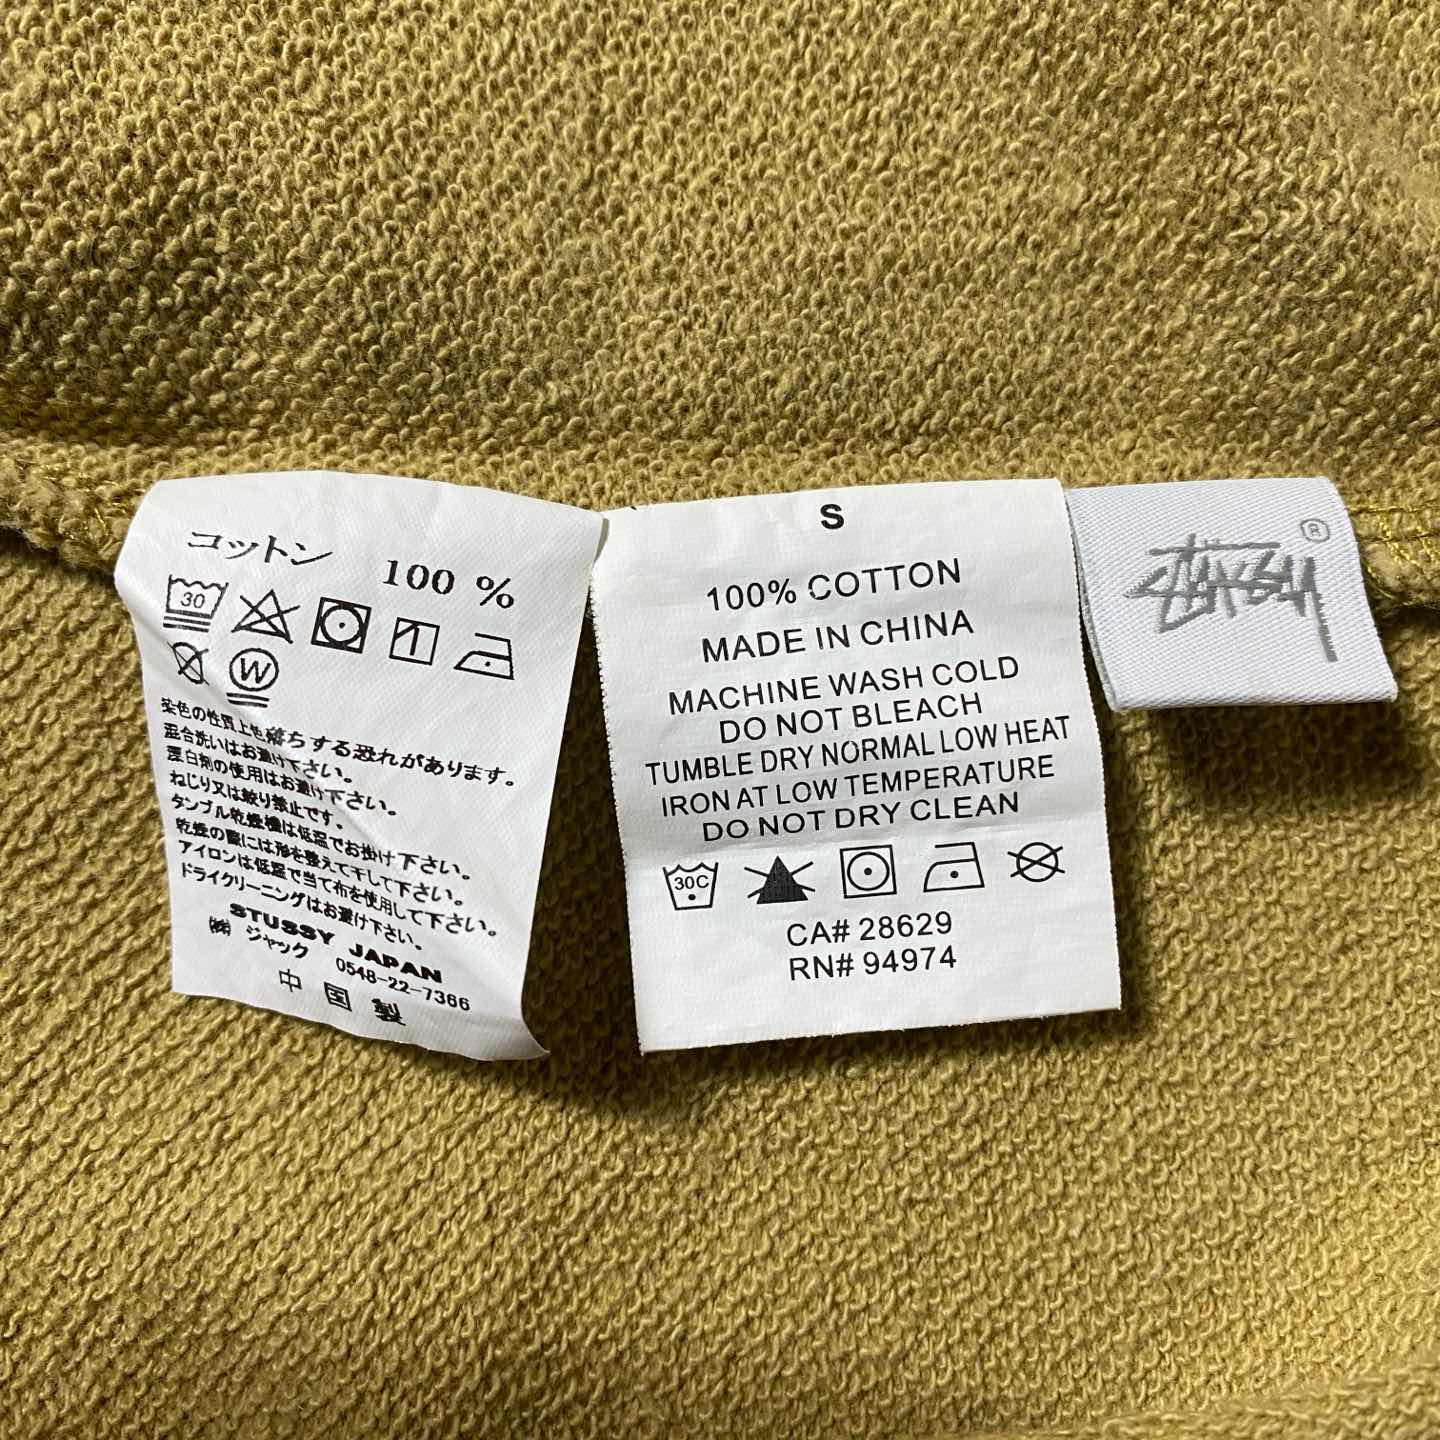 コットン 100 %
30
W
染色の性質上色落ちする恐れがあります。
混合洗いはお避け下さい。
漂白剤の使用はお避け下さい。
ねじり又は絞り禁止です。
タンブル乾燥機は低温でお掛け下さい。
乾燥の際には形を整えて干して下さい。
アイロンは低温で当て布を使用して下さい。
ドライクリーニングはお避け下さい。
STUSSY JAPAN
㈱ ジャック 0548-22-7366
中国製
S
100% COTTON
MADE IN CHINA
MACHINE WASH COLD
DO NOT BLEACH
TUMBLE DRY NORMAL LOW HEAT
IRON AT LOW TEMPERATURE
DO NOT DRY CLEAN
30C
CA# 28629
RN# 94974
Stüssy ®